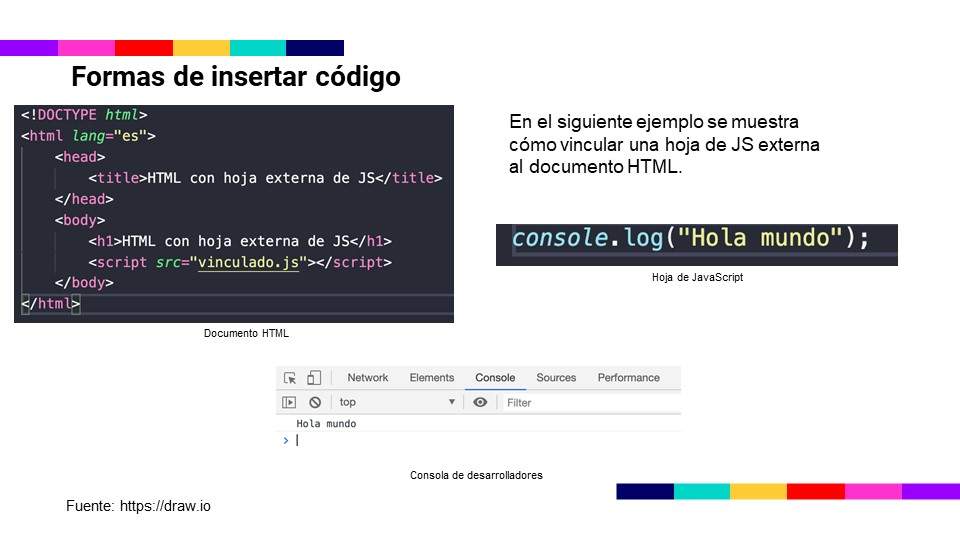 Formas de insertar código
<!DOCTYPE html>
<html lang="es">
<head>
<title>HTML con hoja externa de JS</title>
</head>
<body>
<h1>HTML con hoja externa de JS</h1>
<script src="vinculado.js"></script>
</body>
</html>
Documento HTML
En el siguiente ejemplo se muestra
cómo vincular una hoja de JS externa
al documento HTML.
console.log("Hola mundo");
Hoja de JavaScript
Network Elements Console Sources Performance
top Filter
Hola mundo
>
Consola de desarrolladores
Fuente: https://draw.io